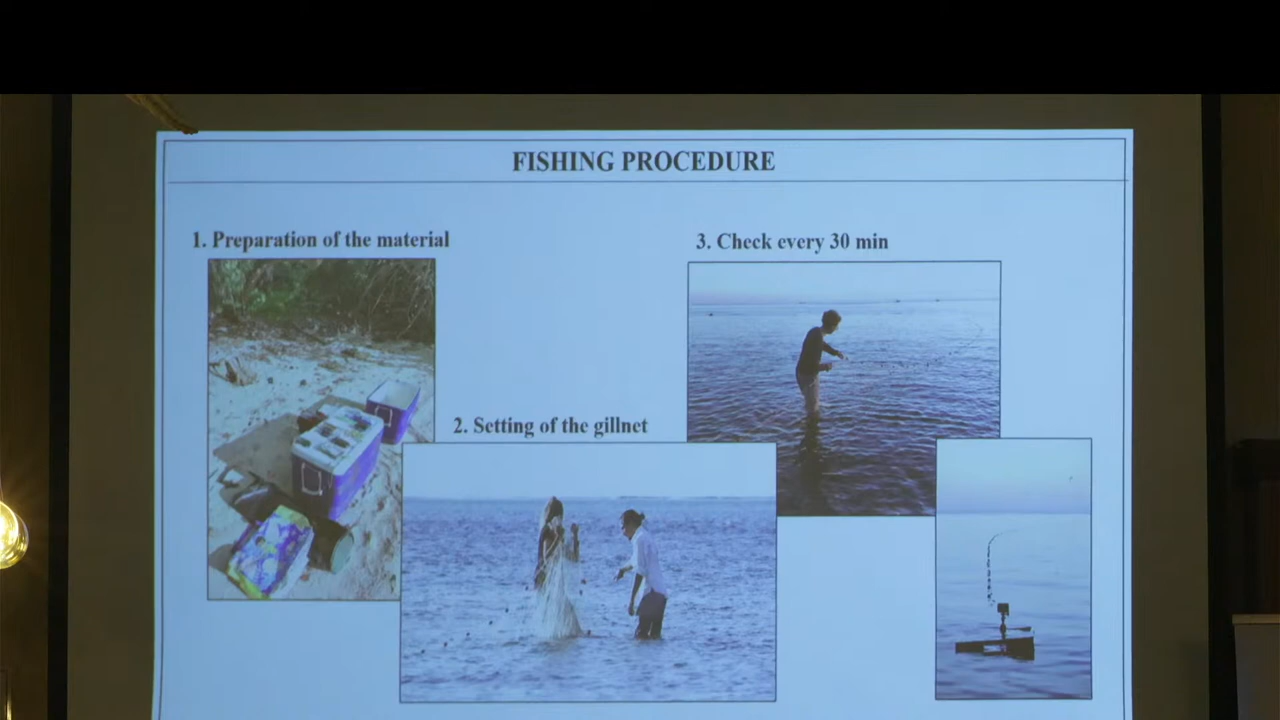 FISHING PROCEDURE
1. Preparation of the material
2. Setting of the gillnet
3. Check every 30 min